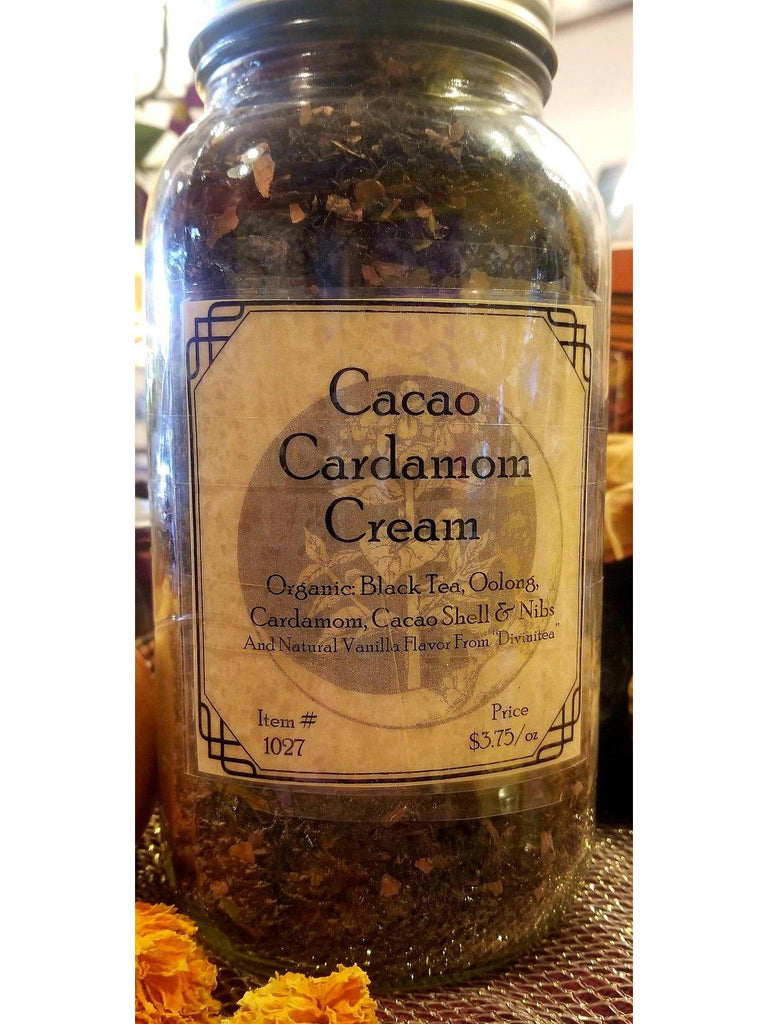 Cacao
Cardamom
Cream
Organic: Black Tea, Oolong,
Cardamom, Cacao Shell & Nibs
And Natural Vanilla Flavor From "Divinitea"
Item #
1027
Price
$3.75/oz